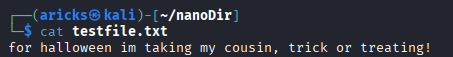 ┌──(aricks㉿kali)-[~/nanoDir]
└─$ cat testfile.txt
for halloween im taking my cousin, trick or treating!